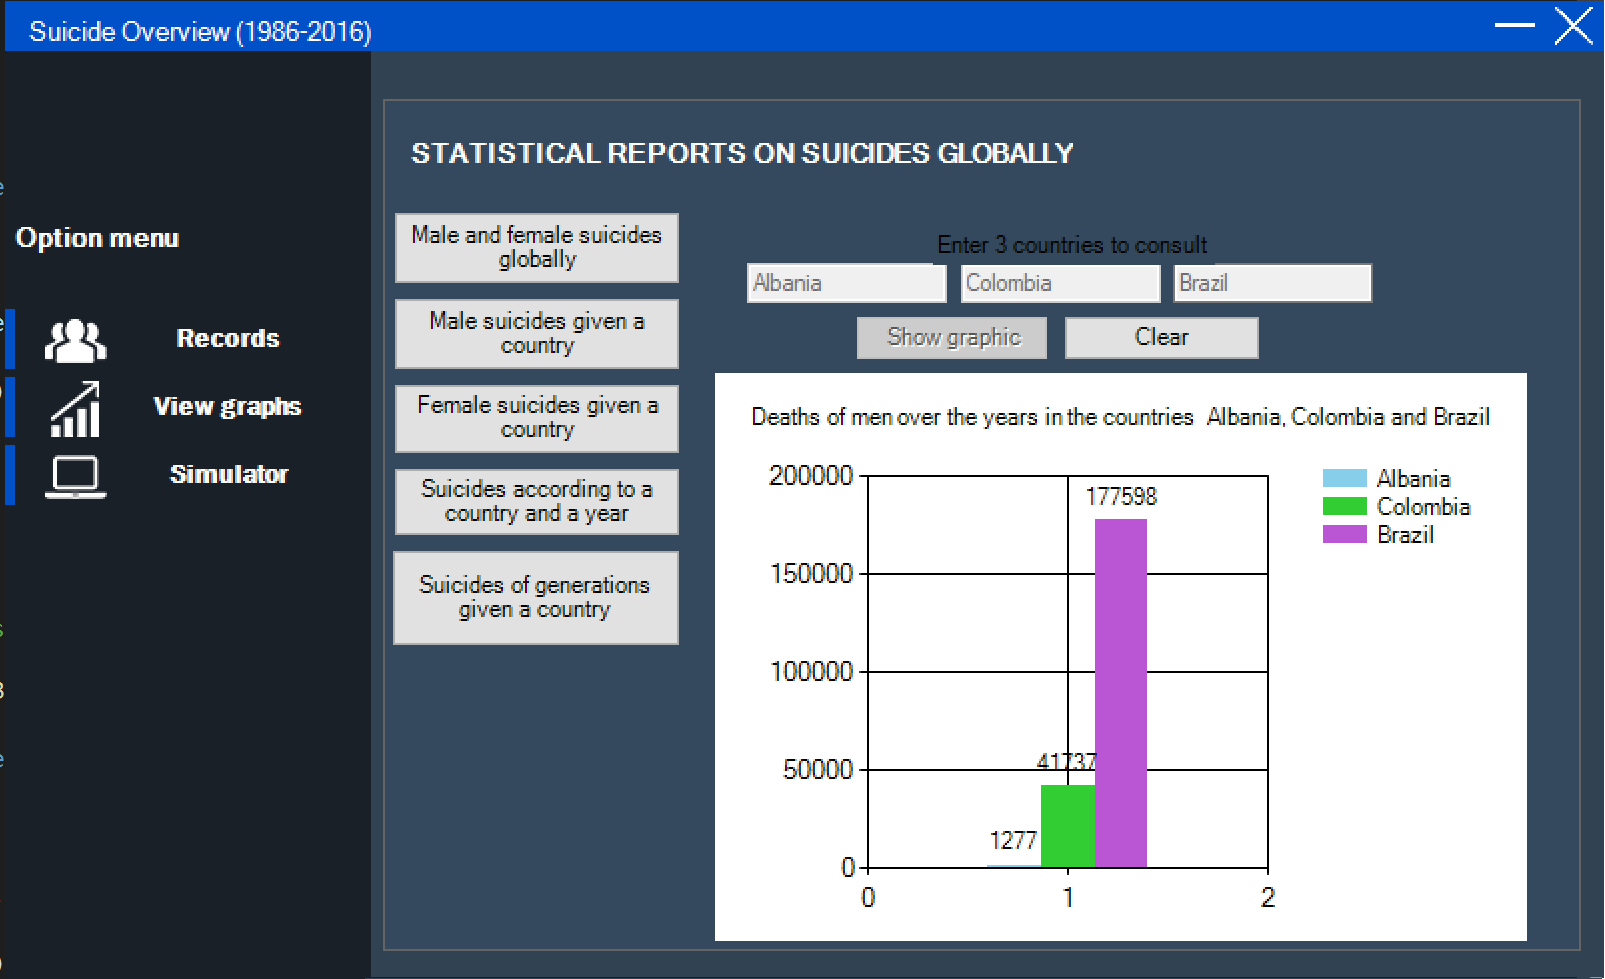 Suicide Overview (1986-2016)
Option menu
Records
View graphs
Simulator
STATISTICAL REPORTS ON SUICIDES GLOBALLY
Male and female suicides
globally
Male suicides given a
country
Female suicides given a
country
Suicides according to a
country and a year
Suicides of generations
given a country
Enter 3 countries to consult
Albania Colombia Brazil
Show graphic Clear
Deaths of men over the years in the countries Albania, Colombia and Brazil
200000
150000
100000
50000
0
177598
41737
1277
0 1 2
Albania
Colombia
Brazil